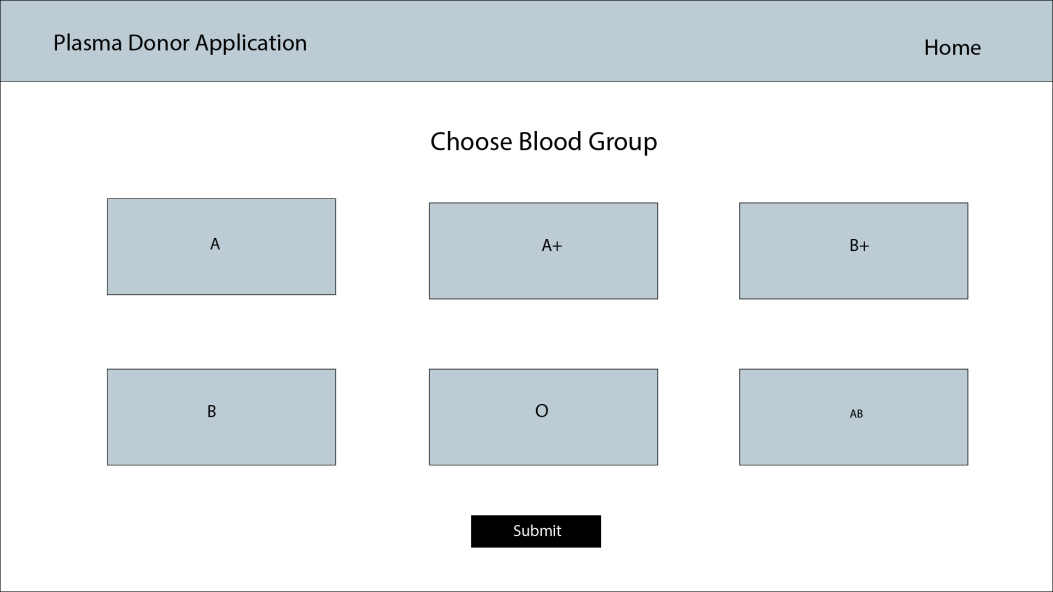 Plasma Donor Application
Home
Choose Blood Group
A
A+
B+
B
O
AB
Submit